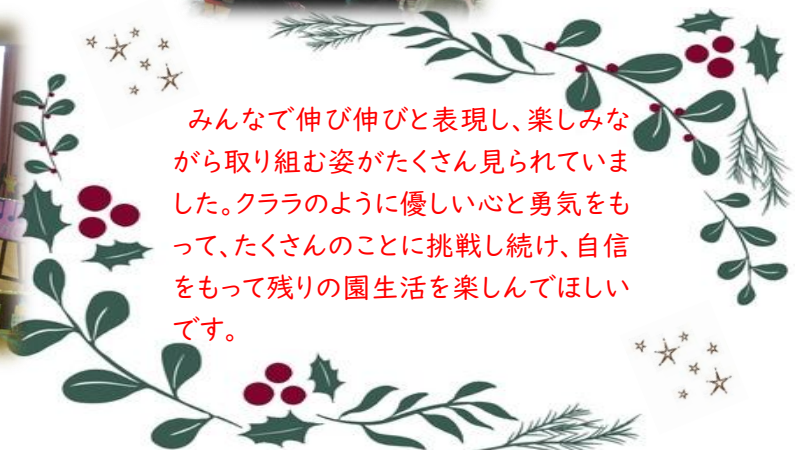 みんなで伸び伸びと表現し、楽しみな
がら取り組む姿がたくさん見られていま
した。クララのように優しい心と勇気をも
って、たくさんのことに挑戦し続け、自信
をもって残りの園生活を楽しんでほしい
です。